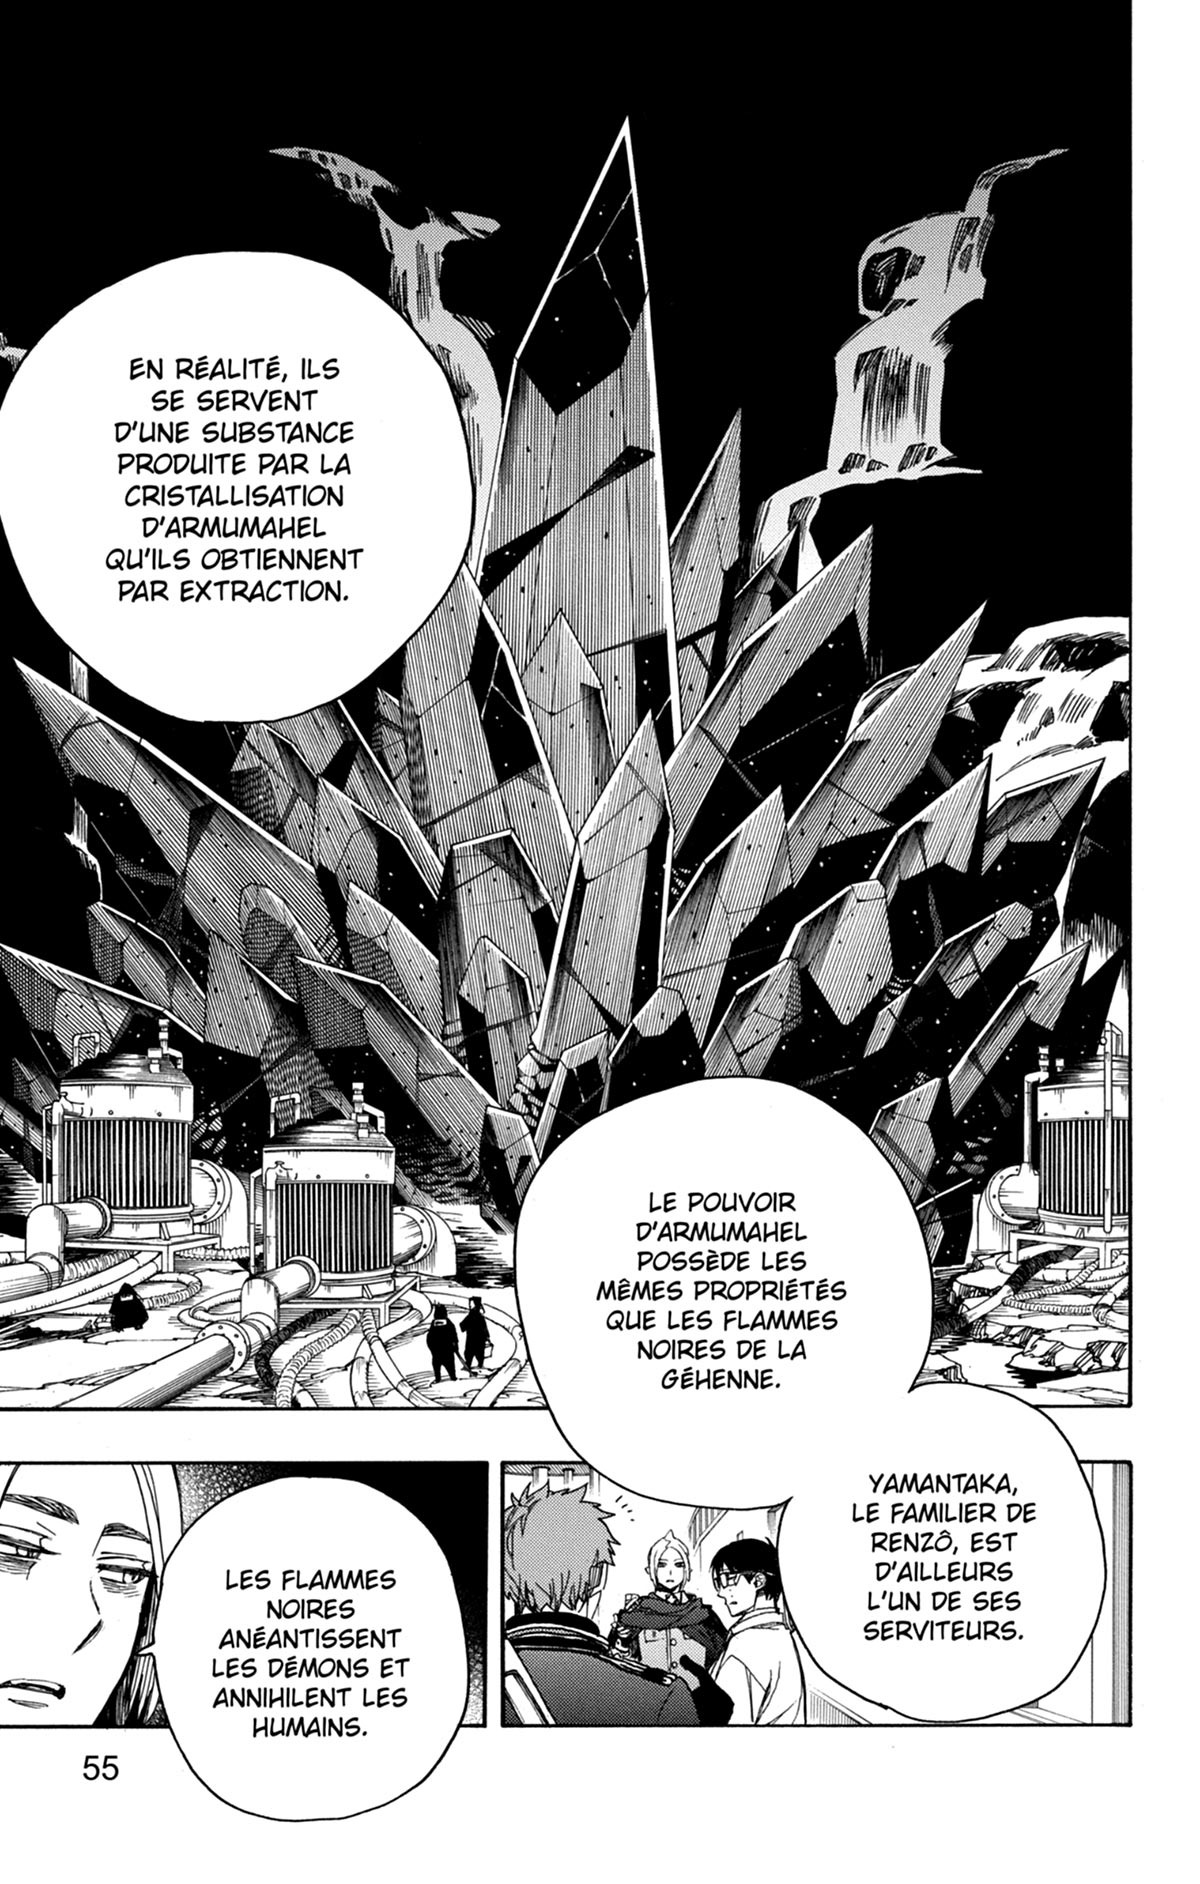 EN RÉALITÉ, ILS
SE SERVENT
D'UNE SUBSTANCE
PRODUITE PAR LA
CRISTALLISATION
D'ARMUMAHEL
QU'ILS OBTIENNENT
PAR EXTRACTION.
LE POUVOIR
D'ARMUMAHEL
POSSÈDE LES
MÊMES PROPRIÉTÉS
QUE LES FLAMMES
NOIRES DE LA
GÉHENNE.
YAMANTAKA,
LE FAMILIER DE
RENZÔ, EST
D'AILLEURS
L'UN DE SES
SERVITEURS.
LES FLAMMES
NOIRES
ANÉANTISSENT
LES DÉMONS ET
ANNIHILENT LES
HUMAINS.
55